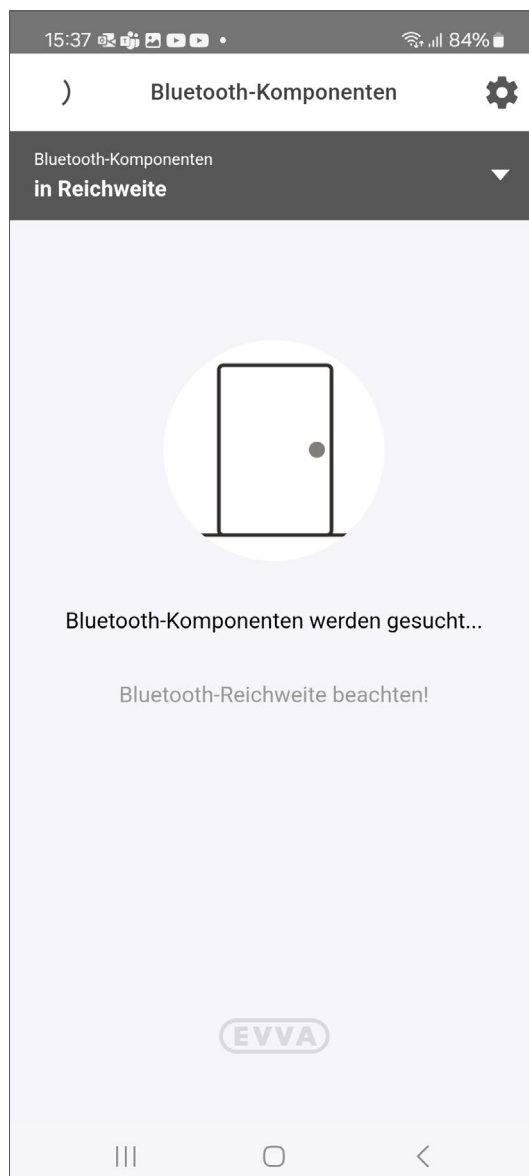 15:37
84%
Bluetooth-Komponenten
Bluetooth-Komponenten
in Reichweite
Bluetooth-Komponenten werden gesucht...
Bluetooth-Reichweite beachten!
EVVA